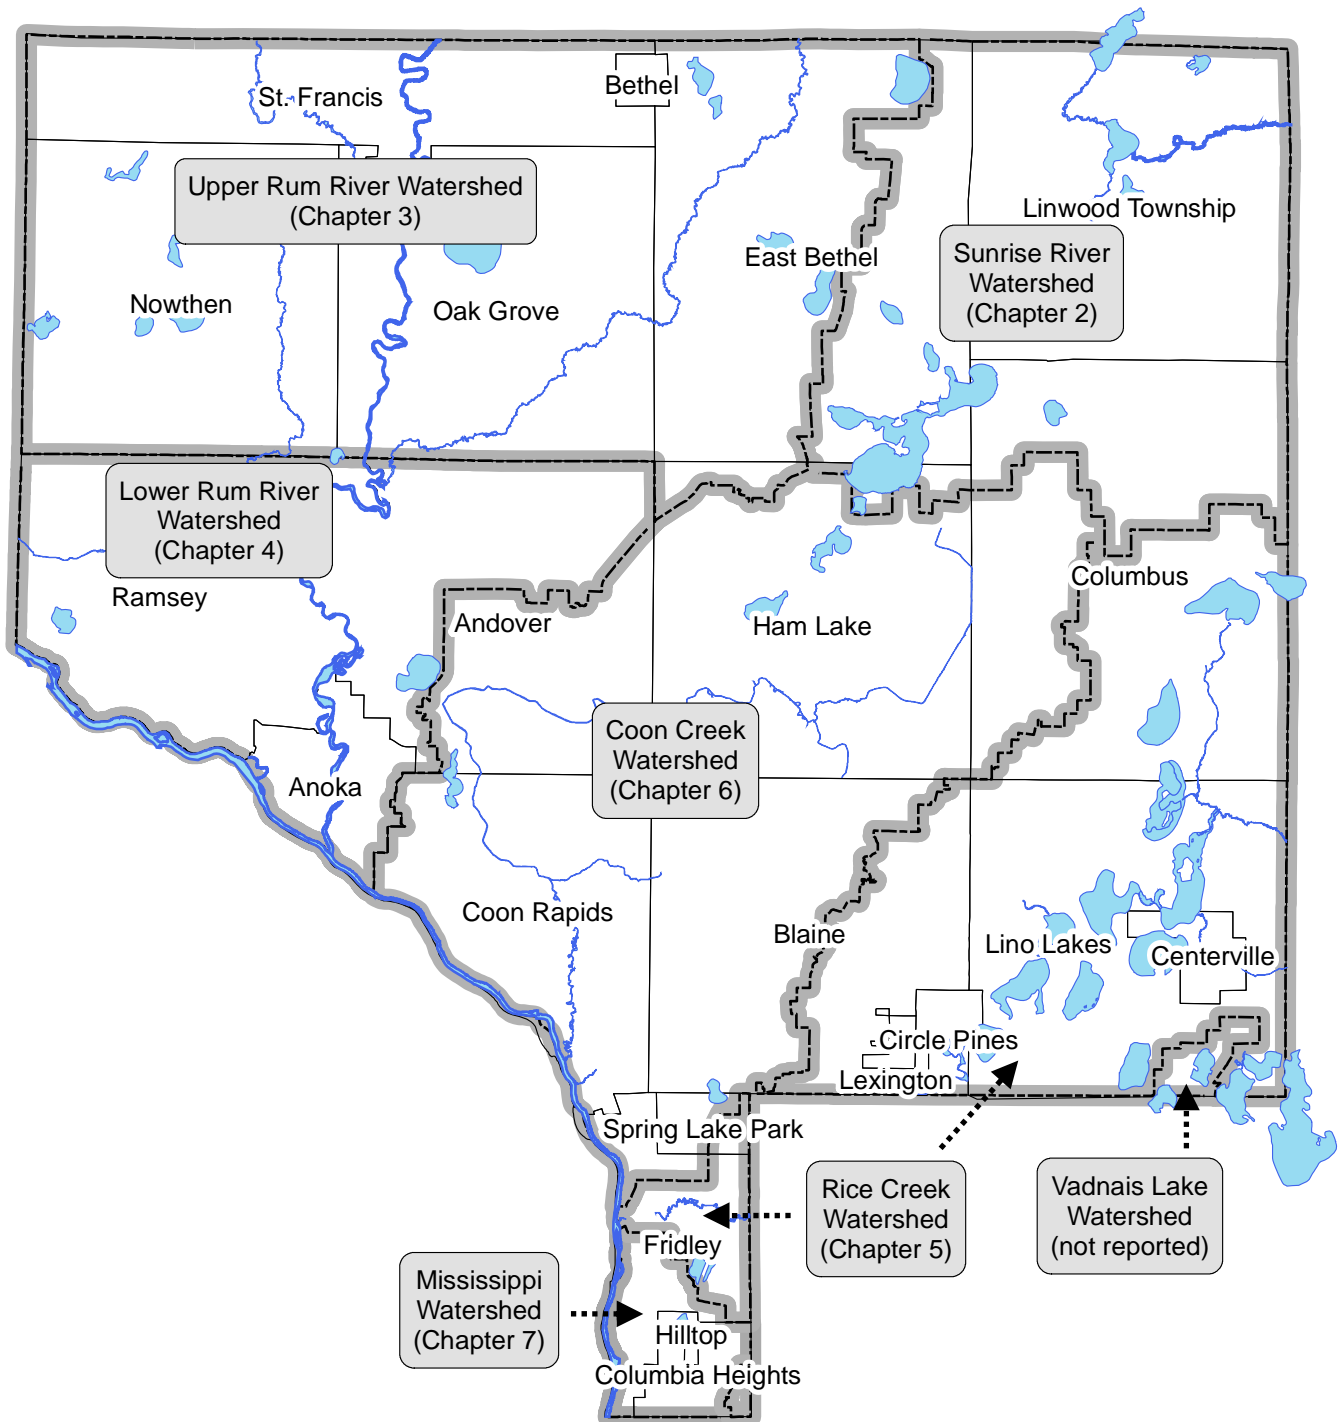 Bethel
St. Francis
Upper Rum River Watershed
(Chapter 3)
Linwood Township
Sunrise River
Watershed
(Chapter 2)
East Bethel
Nowthen
Oak Grove
Lower Rum River
Watershed
(Chapter 4)
Ramsey
Columbus
Andover
Ham Lake
Coon Creek
Watershed
(Chapter 6)
Anoka
Coon Rapids
Blaine
Lino Lakes
Centerville
Circle Pines
Lexington
Spring Lake Park
Rice Creek
Watershed
(Chapter 5)
Vadnais Lake
Watershed
(not reported)
Fridley
Mississippi
Watershed
(Chapter 7)
Hilltop
Columbia Heights